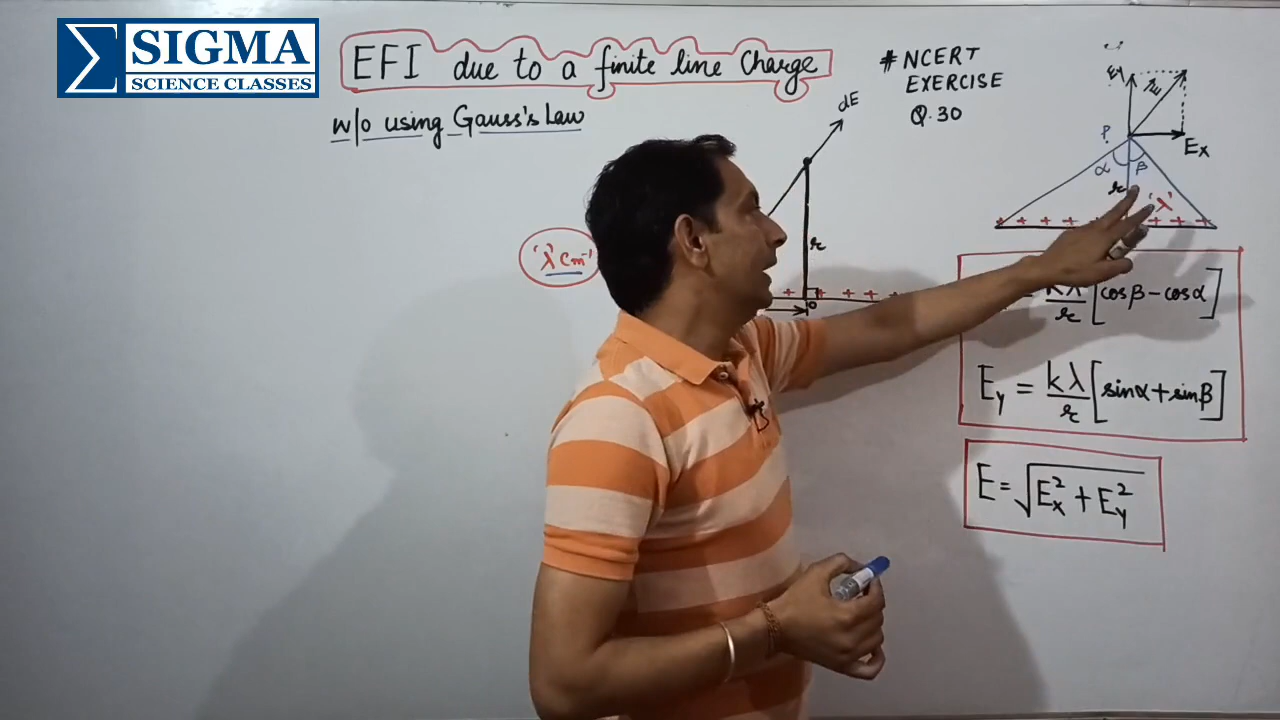 SIGMA
SCIENCE CLASSES
EFI due to a finite line Charge
w/o using Gauss's Law
# NCERT
EXERCISE
Q.30
dE
r
'λ' cm⁻¹
+ + + +
O
Ey
Ex
P
α β
r
'λ'
+ + + + + + +
= kλ/r [cosβ - cosα]
Ey = kλ/r [sinα + sinβ]
E = √Ex² + Ey²